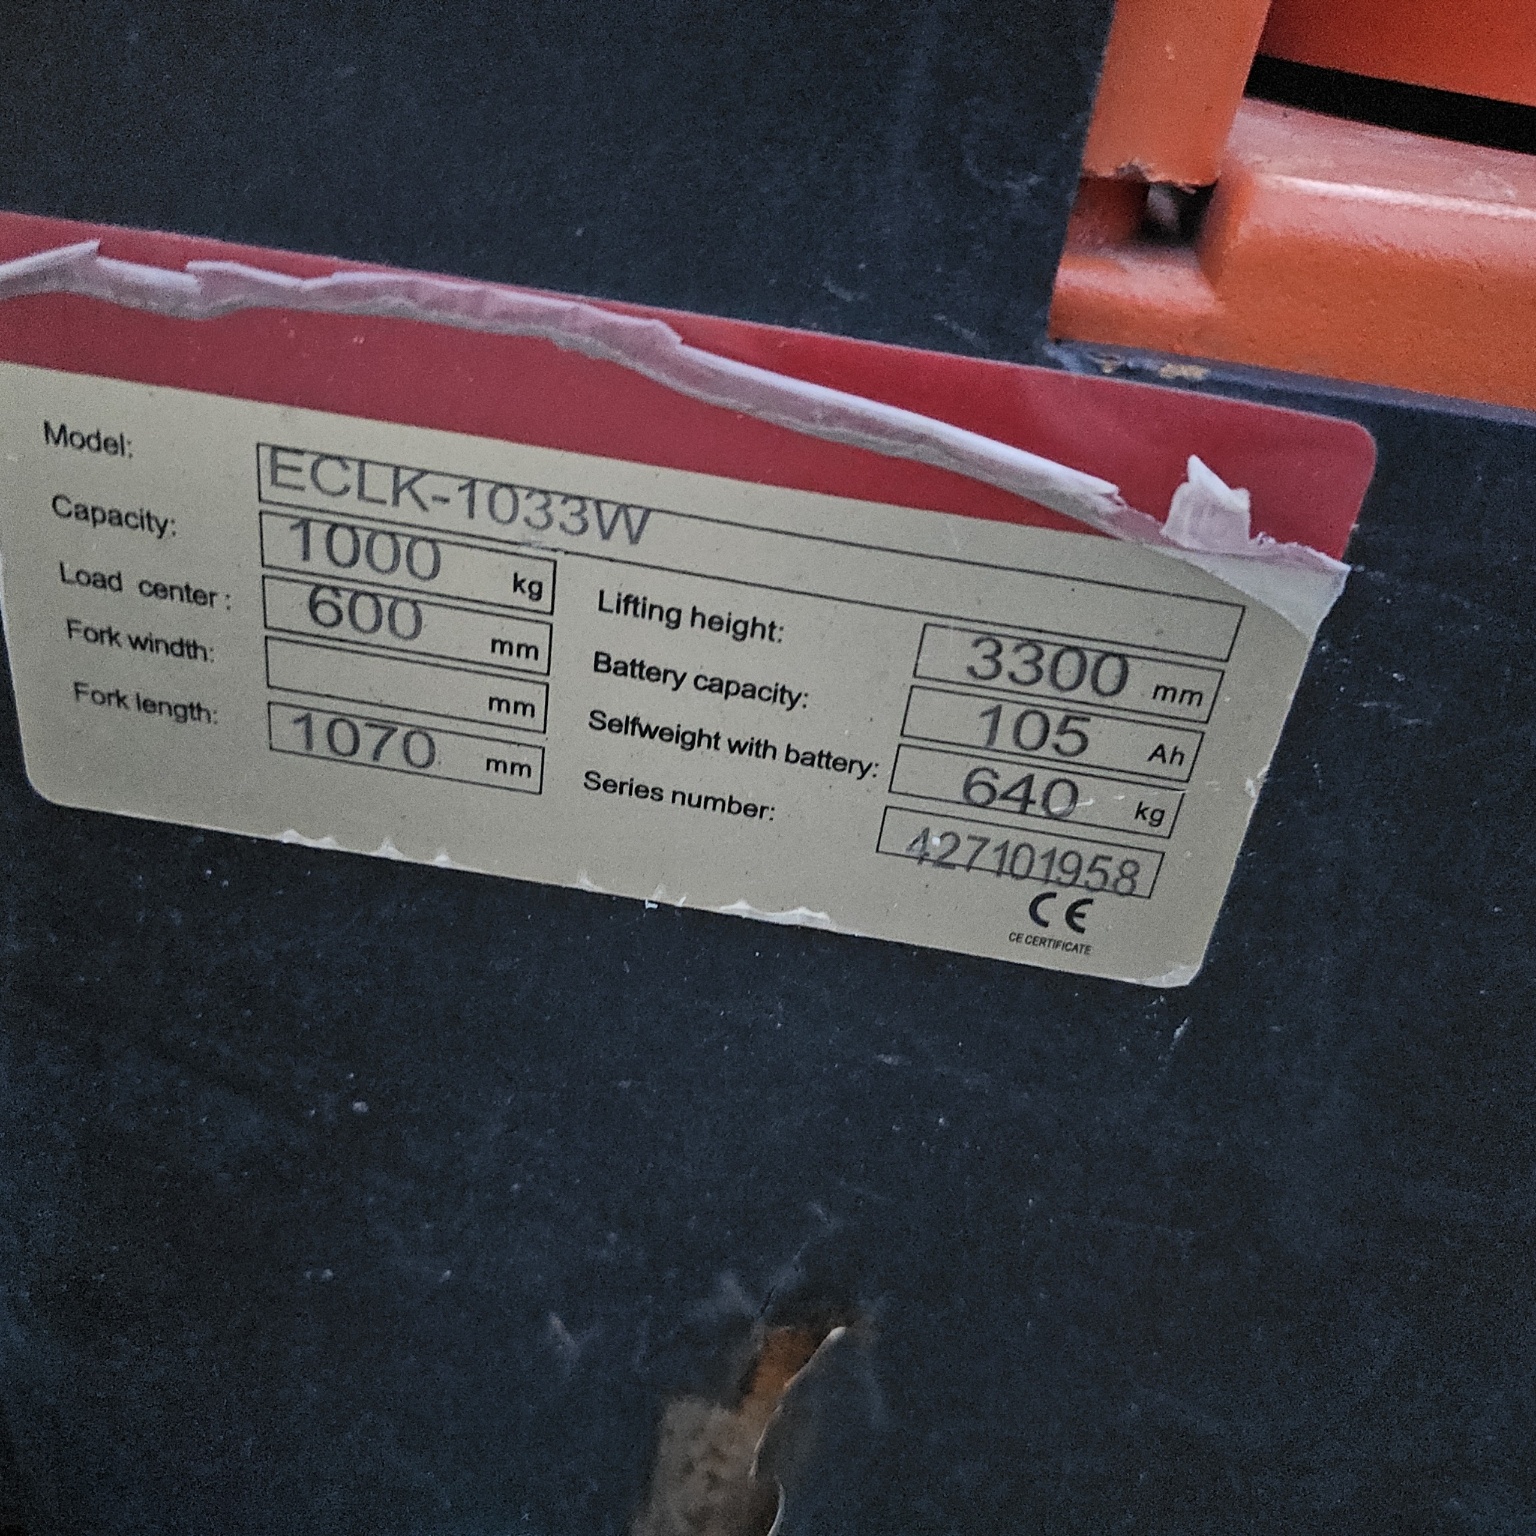 Model: ECLK-1033W
Capacity: 1000 kg Lifting height: 3300 mm
Load center: 600 mm Battery capacity: 105 Ah
Fork windth: mm Selfweight with battery: 640 kg
Fork length: 1070 mm Series number: 427101958
CE
CE CERTIFICATE